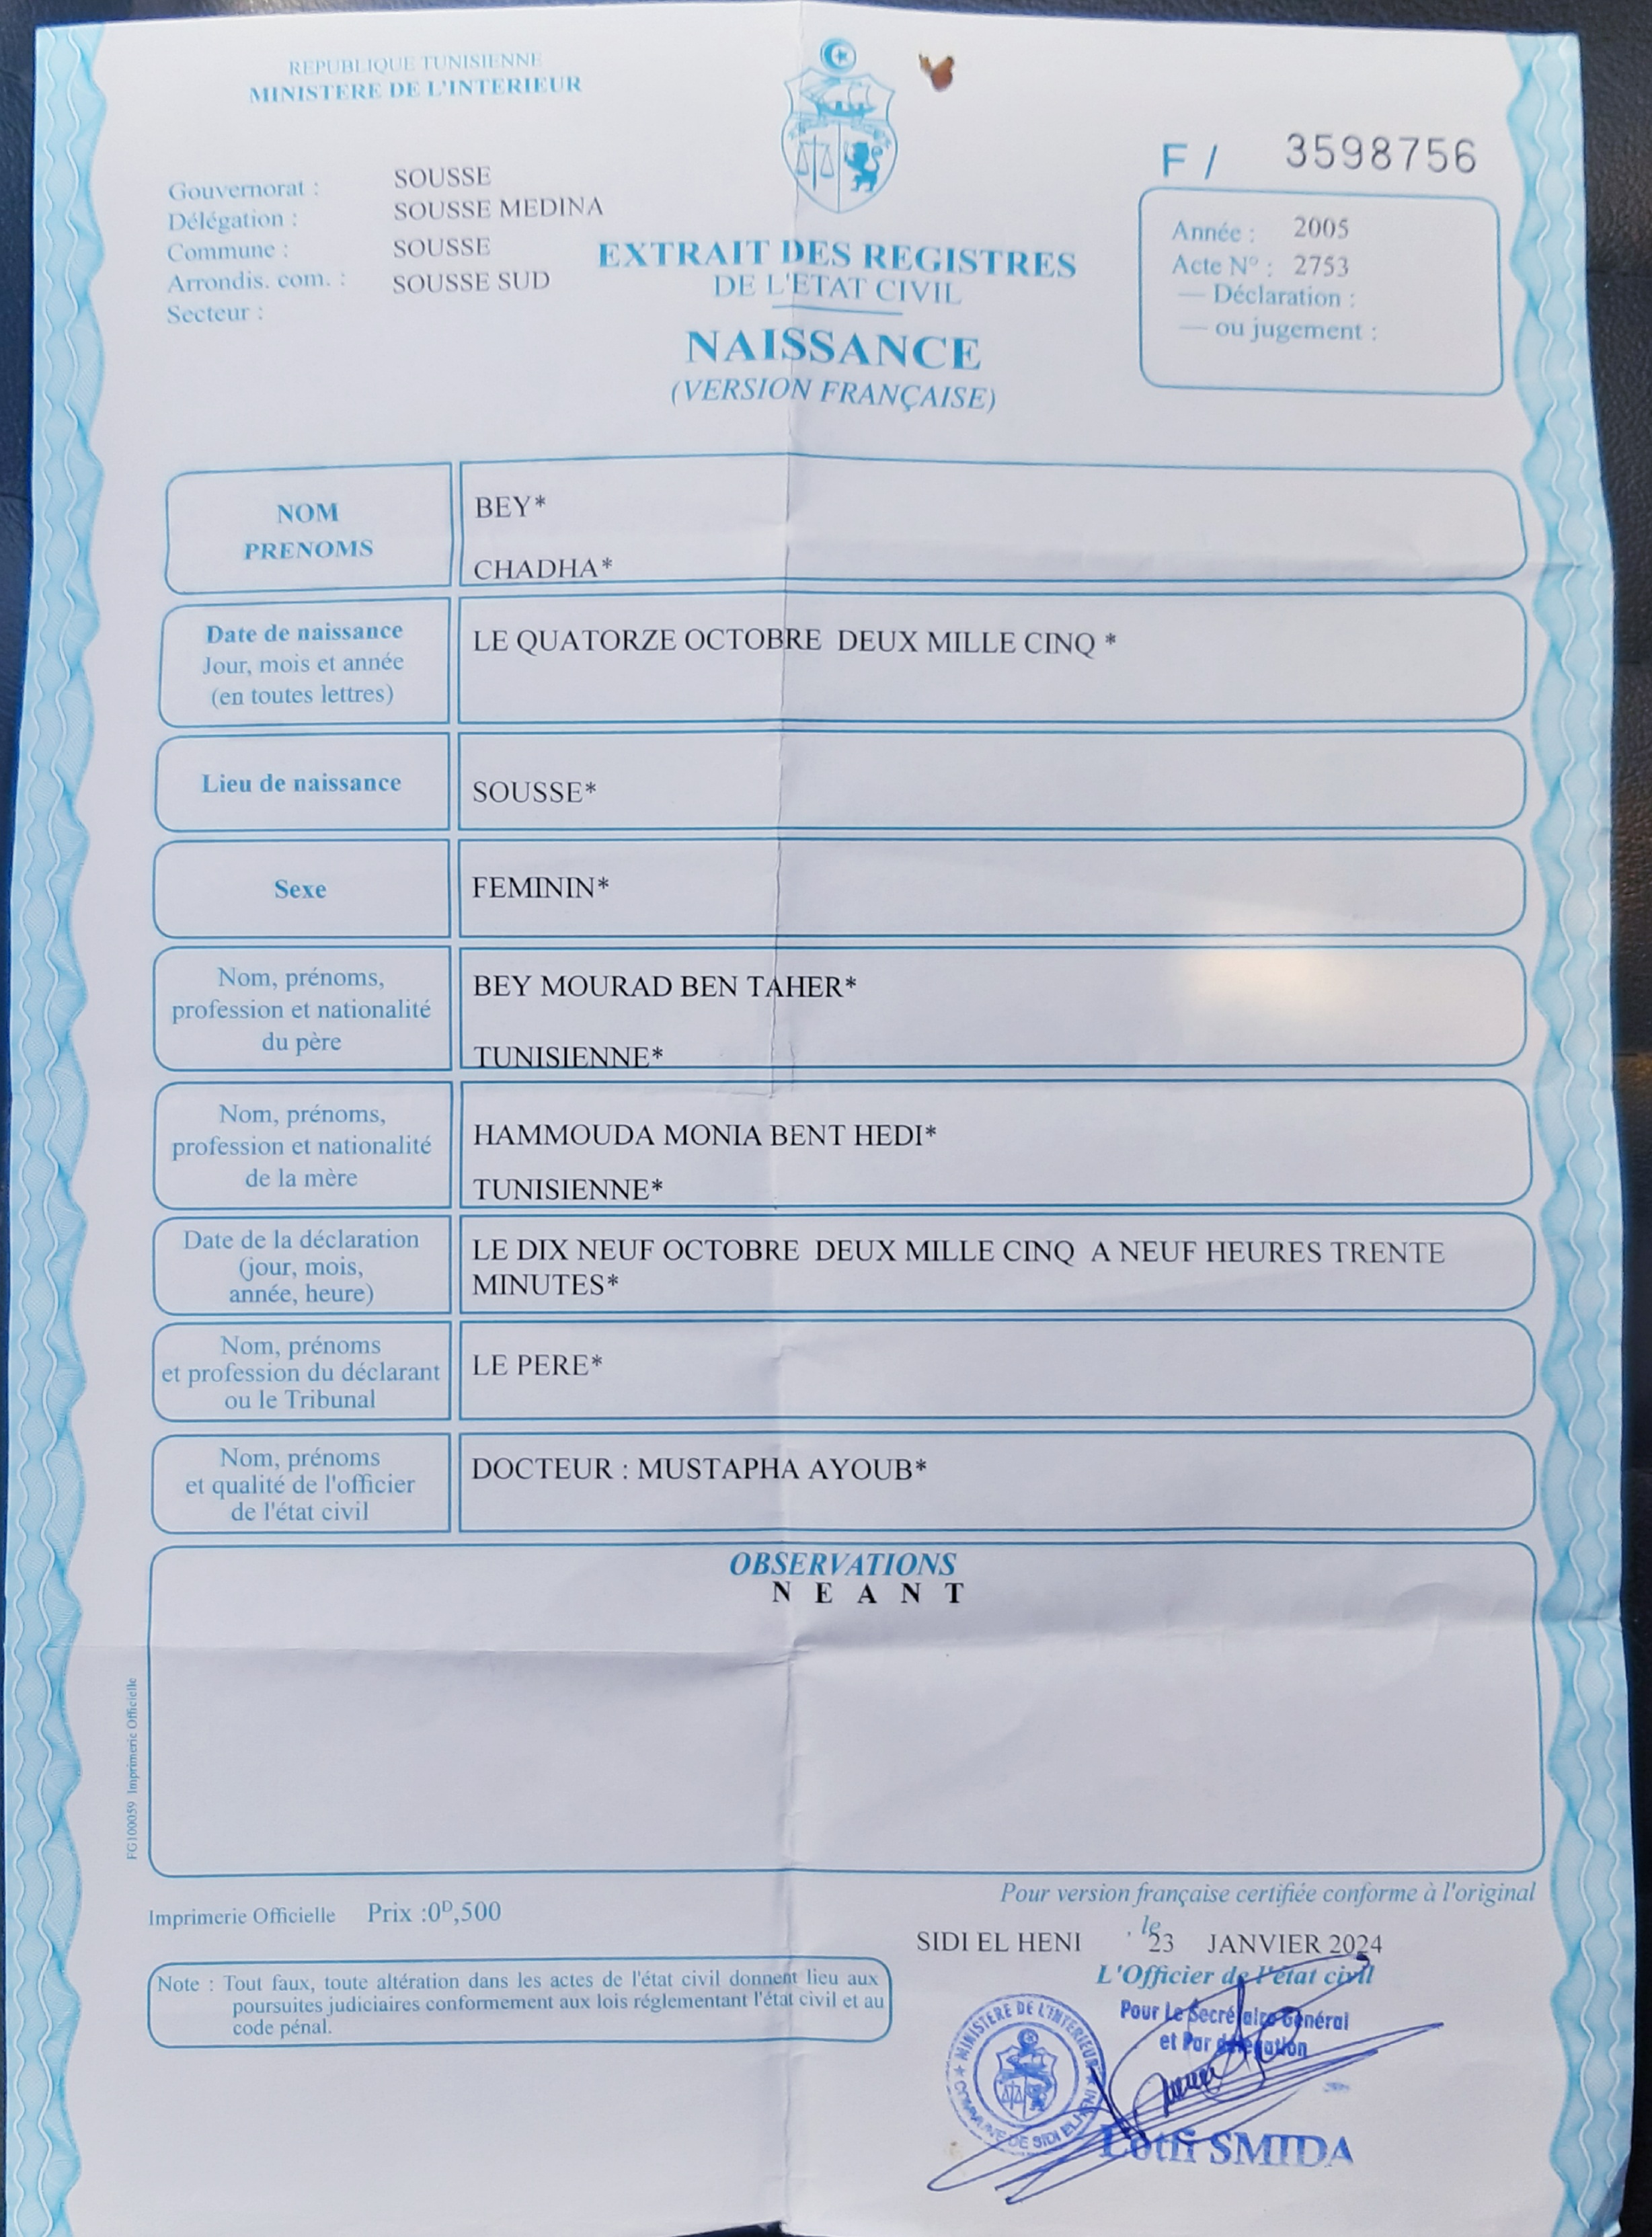 REPUBLIQUE TUNISIENNE
MINISTERE DE L'INTERIEUR
F / 3598756
Gouvernorat : SOUSSE
Délégation : SOUSSE MEDINA
Commune : SOUSSE
Arrondis. com. : SOUSSE SUD
Secteur :
EXTRAIT DES REGISTRES
DE L'ETAT CIVIL
NAISSANCE
(VERSION FRANÇAISE)
Année : 2005
Acte N° : 2753
— Déclaration :
— ou jugement :
NOM
PRENOMS
BEY*
CHADHA*
Date de naissance
Jour, mois et année
(en toutes lettres)
LE QUATORZE OCTOBRE DEUX MILLE CINQ *
Lieu de naissance
SOUSSE*
Sexe
FEMININ*
Nom, prénoms,
profession et nationalité
du père
BEY MOURAD BEN TAHER*
TUNISIENNE*
Nom, prénoms,
profession et nationalité
de la mère
HAMMOUDA MONIA BENT HEDI*
TUNISIENNE*
Date de la déclaration
(jour, mois,
année, heure)
LE DIX NEUF OCTOBRE DEUX MILLE CINQ A NEUF HEURES TRENTE
MINUTES*
Nom, prénoms
et profession du déclarant
ou le Tribunal
LE PERE*
Nom, prénoms
et qualité de l'officier
de l'état civil
DOCTEUR : MUSTAPHA AYOUB*
OBSERVATIONS
N E A N T
FG100059 Imprimerie Officielle
Imprimerie Officielle Prix :0ᴰ,500
Note : Tout faux, toute altération dans les actes de l'état civil donnent lieu aux
poursuites judiciaires conformement aux lois réglementant l'état civil et au
code pénal.
Pour version française certifiée conforme à l'original
SIDI EL HENI , le 23 JANVIER 2024
L'Officier de l'état civil
Pour Le Secrétaire Général
et Par délégation
MINISTERE DE L'INTERIEUR
COMMUNE DE SIDI ELHENI
Lotfi SMIDA